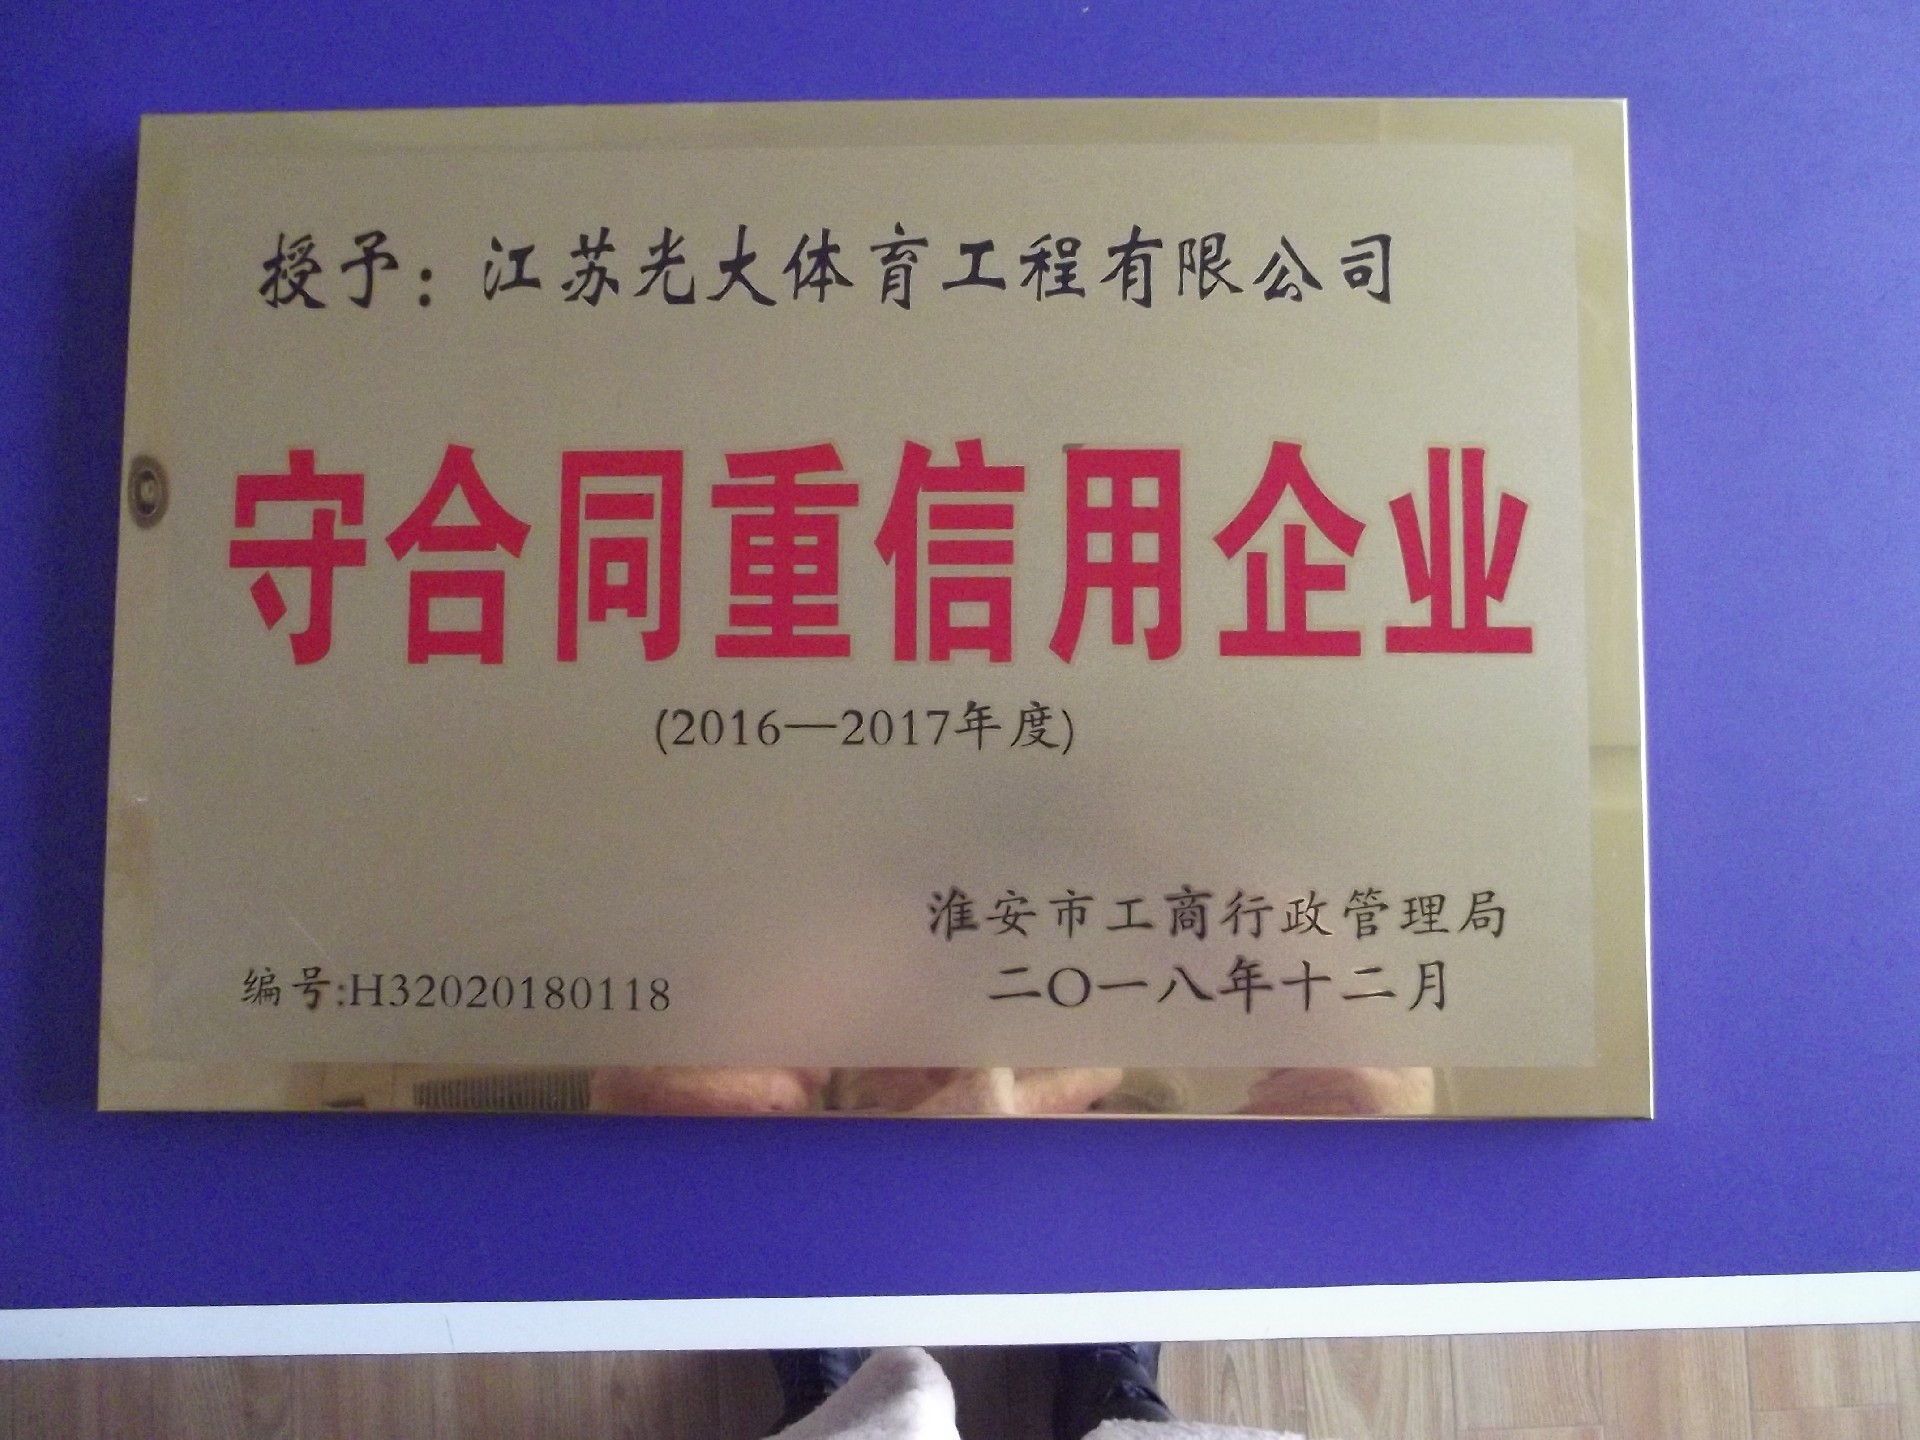 授予：江苏光大体育工程有限公司
守合同重信用企业
(2016—2017年度)
淮安市工商行政管理局
编号:H32020180118
二〇一八年十二月